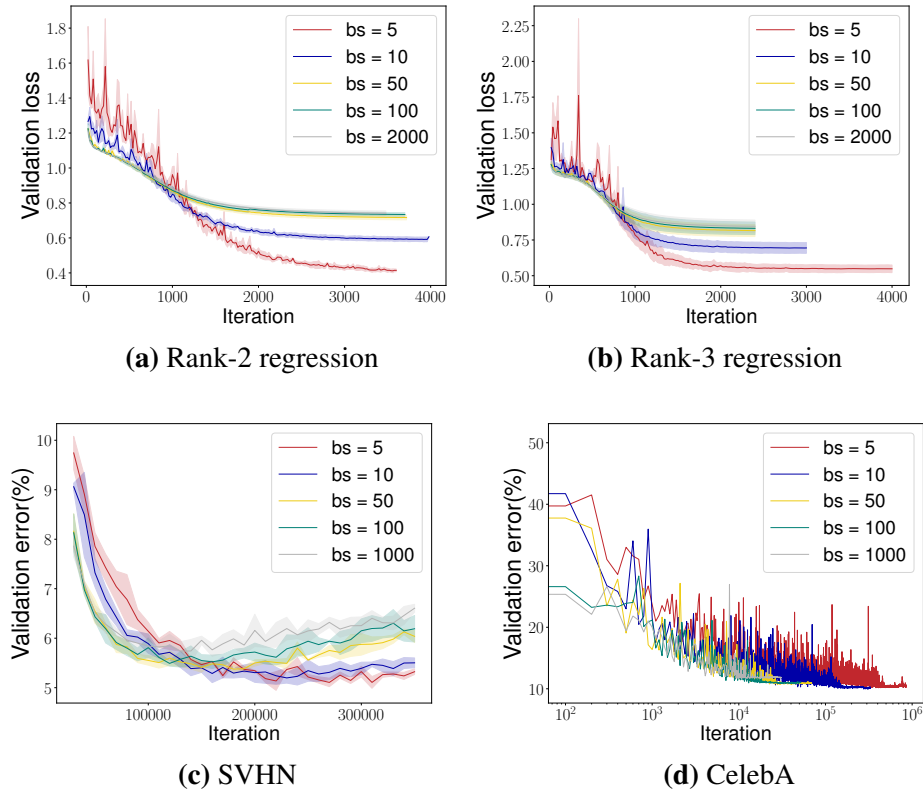 1.8
1.6
1.4
1.2
1.0
0.8
0.6
0.4
Validation loss
0
1000
2000
3000
4000
Iteration
bs = 5
bs = 10
bs = 50
bs = 100
bs = 2000
(a) Rank-2 regression
2.25
2.00
1.75
1.50
1.25
1.00
0.75
0.50
Validation loss
0
1000
2000
3000
4000
Iteration
bs = 5
bs = 10
bs = 50
bs = 100
bs = 2000
(b) Rank-3 regression
10
9
8
7
6
5
Validation error(%)
100000
200000
300000
Iteration
bs = 5
bs = 10
bs = 50
bs = 100
bs = 1000
(c) SVHN
50
40
30
20
10
Validation error(%)
10²
10³
10⁴
10⁵
10⁶
Iteration
bs = 5
bs = 10
bs = 50
bs = 100
bs = 1000
(d) CelebA